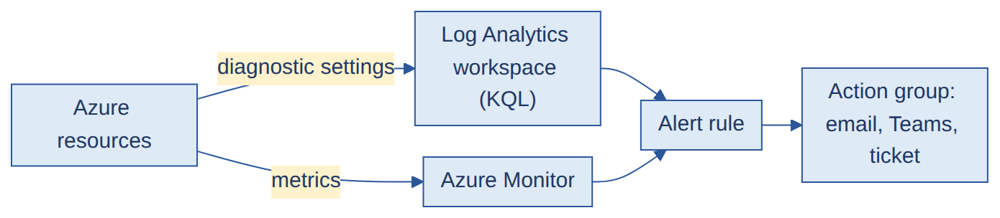 Azure
resources
diagnostic settings
metrics
Log Analytics
workspace
(KQL)
Azure Monitor
Alert rule
Action group:
email, Teams,
ticket